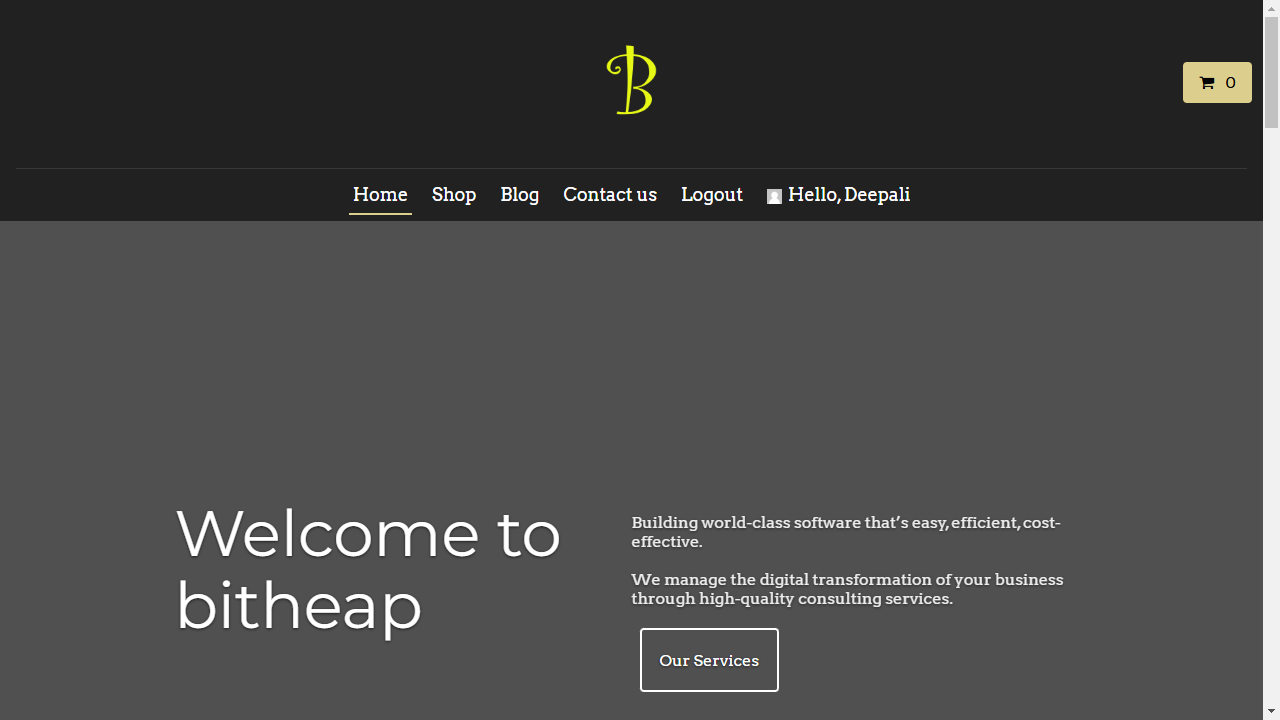 B
0
Home Shop Blog Contact us Logout Hello, Deepali
Welcome to
bitheap
Building world-class software that’s easy, efficient, cost-
effective.
We manage the digital transformation of your business
through high-quality consulting services.
Our Services